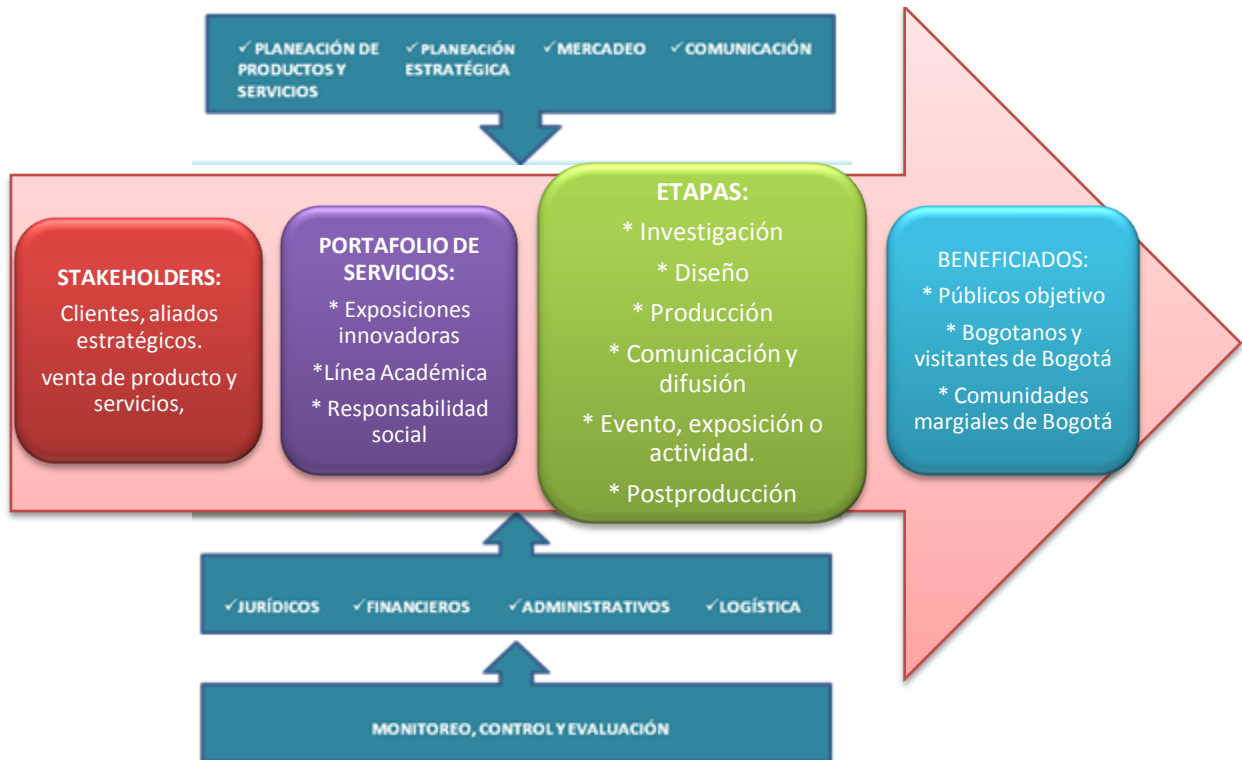 ✓PLANEACIÓN DE
PRODUCTOS Y
SERVICIOS
✓PLANEACIÓN
ESTRATÉGICA
✓MERCADEO
✓COMUNICACIÓN
STAKEHOLDERS:
Clientes, aliados
estratégicos.
venta de producto y
servicios,
PORTAFOLIO DE
SERVICIOS:
* Exposiciones
innovadoras
*Línea Académica
* Responsabilidad
social
ETAPAS:
* Investigación
* Diseño
* Producción
* Comunicación y
difusión
* Evento, exposición o
actividad.
* Postproducción
BENEFICIADOS:
* Públicos objetivo
* Bogotanos y
visitantes de Bogotá
* Comunidades
margiales de Bogotá
✓JURÍDICOS ✓FINANCIEROS ✓ADMINISTRATIVOS ✓LOGÍSTICA
MONITOREO, CONTROL Y EVALUACIÓN